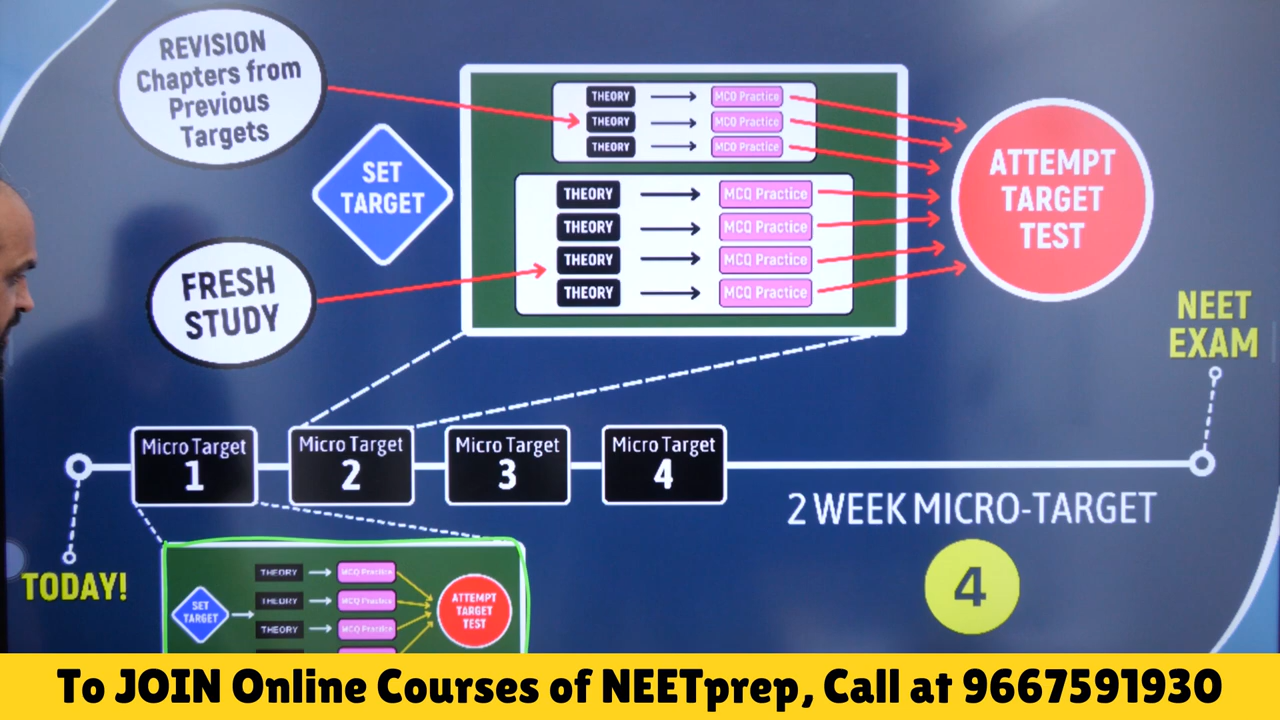 REVISION
Chapters from
Previous
Targets
SET
TARGET
FRESH
STUDY
THEORY
MCQ Practice
THEORY
MCQ Practice
THEORY
MCQ Practice
THEORY
MCQ Practice
THEORY
MCQ Practice
THEORY
MCQ Practice
THEORY
MCQ Practice
ATTEMPT
TARGET
TEST
NEET
EXAM
Micro Target
1
Micro Target
2
Micro Target
3
Micro Target
4
2 WEEK MICRO-TARGET
4
TODAY!
SET
TARGET
THEORY
MCQ Practice
THEORY
MCQ Practice
THEORY
MCQ Practice
ATTEMPT
TARGET
TEST
To JOIN Online Courses of NEETprep, Call at 9667591930